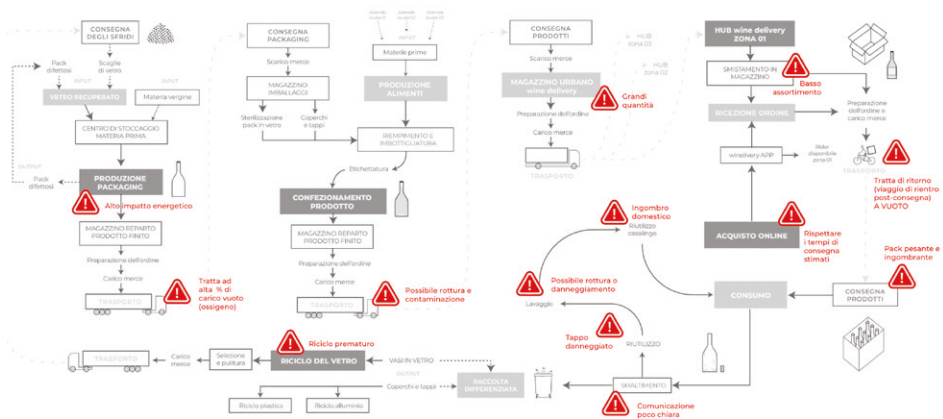 CONSEGNA
DEGLI SFRIDI
Pack
difettosi
Scaglie
di vetro
INPUT
VETRO RECUPERATO
Materia vergine
CENTRO DI STOCCAGGIO
MATERIA PRIMA
OUTPUT
Pack
difettosi
PRODUZIONE
PACKAGING
Alto impatto energetico
MAGAZZINO REPARTO
PRODOTTO FINITO
Preparazione dell'ordine
Carico merce
TRASPORTO
Tratta ad
alta % di
carico vuoto
(ossigeno)
CONSEGNA
PACKAGING
Scarico merce
MAGAZZINO
IMBALLAGGI
Sterilizzazione
pack in vetro
Coperchi
e tappi
INPUT
Materie prime
PRODUZIONE
ALIMENTI
RIEMPIMENTO E
IMBOTTIGLIATURA
Etichettatura
CONFEZIONAMENTO
PRODOTTO
MAGAZZINO REPARTO
PRODOTTO FINITO
Preparazione dell'ordine
Carico merce
TRASPORTO
Possibile rottura e
contaminazione
CONSEGNA
PRODOTTI
Scarico merce
MAGAZZINO URBANO
wine delivery
Grandi
quantità
Preparazione dell'ordine
Carico merce
TRASPORTO
HUB
zona 03
HUB
zona 02
HUB wine delivery
ZONA 01
SMISTAMENTO IN
MAGAZZINO
Basso
assortimento
RICEZIONE ORDINE
Preparazione
dell'ordine e
carico merce
winelivery APP
Rider
disponibile
zona 01
TRASPORTO
Tratta di ritorno
(viaggio di rientro
post-consegna)
A VUOTO
ACQUISTO ONLINE
Rispettare
i tempi di
consegna
stimati
Pack pesante e
ingombrante
CONSEGNA
PRODOTTI
CONSUMO
Ingombro
domestico
Riutilizzo
casalingo
Possibile rottura o
danneggiamento
Lavaggio
Tappo
danneggiato
RIUTILIZZO
SMALTIMENTO
Comunicazione
poco chiara
RACCOLTA
DIFFERENZIATA
VASI IN VETRO
OUTPUT
Coperchi e tappi
Riciclo prematuro
RICICLO DEL VETRO
Selezione
e pulitura
Carico
merce
TRASPORTO
Riciclo plastica
Riciclo alluminio